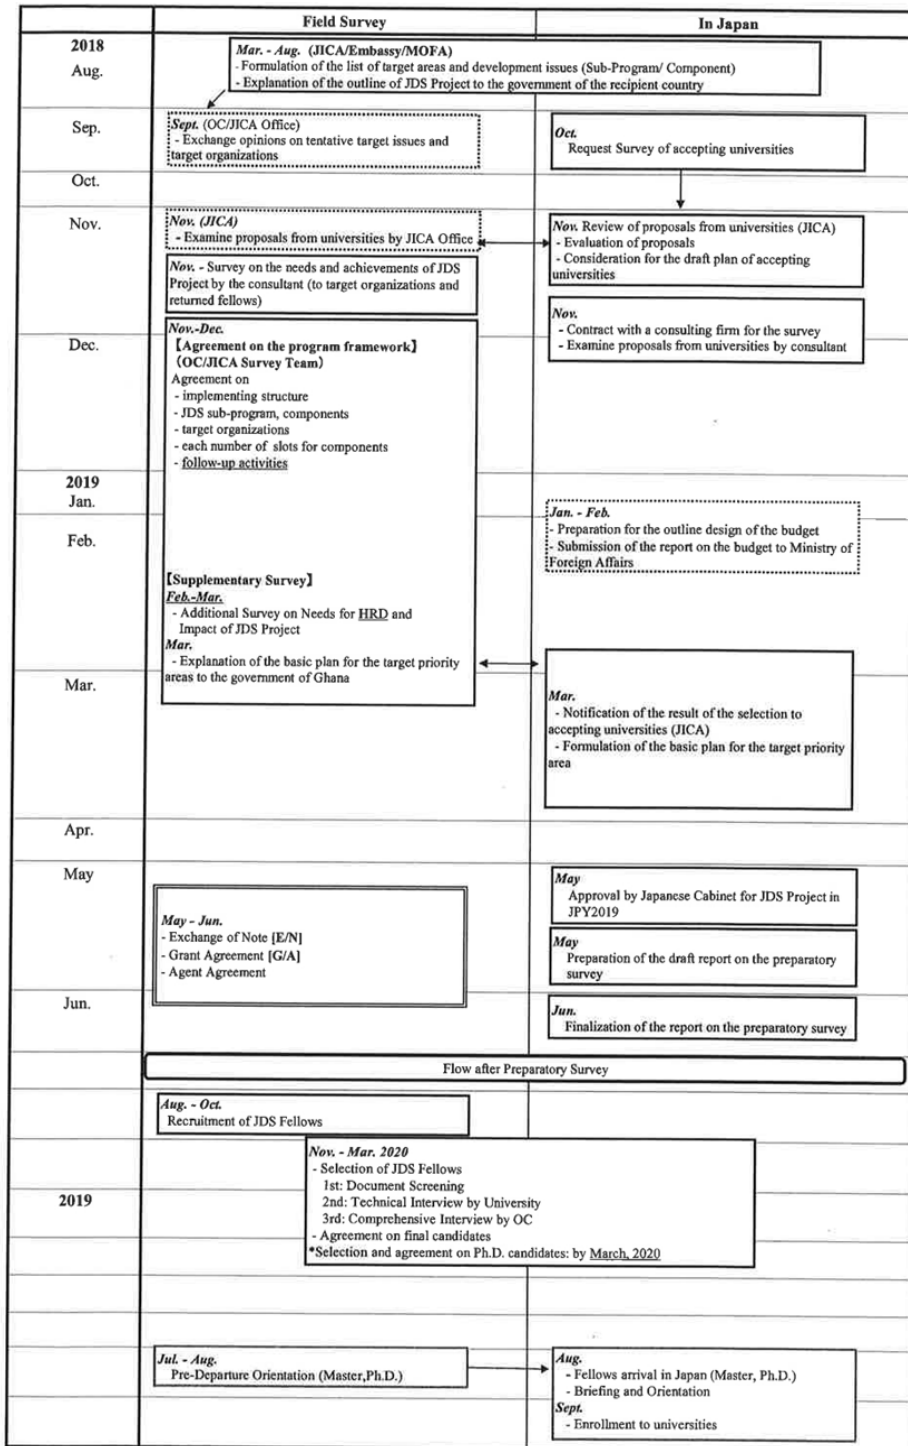 Field Survey
In Japan
2018
Aug.
Mar. - Aug. (JICA/Embassy/MOFA)
- Formulation of the list of target areas and development issues (Sub-Program/ Component)
- Explanation of the outline of JDS Project to the government of the recipient country
Sep.
Sept. (OC/JICA Office)
- Exchange opinions on tentative target issues and
target organizations
Oct.
Request Survey of accepting universities
Oct.
Nov.
Nov. (JICA)
- Examine proposals from universities by JICA Office
Nov. Review of proposals from universities (JICA)
- Evaluation of proposals
- Consideration for the draft plan of accepting
universities
Nov. - Survey on the needs and achievements of JDS
Project by the consultant (to target organizations and
returned fellows)
Nov.
- Contract with a consulting firm for the survey
- Examine proposals from universities by consultant
Dec.
Nov.-Dec.
【Agreement on the program framework】
(OC/JICA Survey Team)
Agreement on
- implementing structure
- JDS sub-program, components
- target organizations
- each number of slots for components
- follow-up activities
2019
Jan.
Feb.
Jan. - Feb.
- Preparation for the outline design of the budget
- Submission of the report on the budget to Ministry of
Foreign Affairs
【Supplementary Survey】
Feb.-Mar.
- Additional Survey on Needs for HRD and
Impact of JDS Project
Mar.
- Explanation of the basic plan for the target priority
areas to the government of Ghana
Mar.
Mar.
- Notification of the result of the selection to
accepting universities (JICA)
- Formulation of the basic plan for the target priority
area
Apr.
May
May
Approval by Japanese Cabinet for JDS Project in
JPY2019
May - Jun.
- Exchange of Note [E/N]
- Grant Agreement [G/A]
- Agent Agreement
May
Preparation of the draft report on the preparatory
survey
Jun.
Jun.
Finalization of the report on the preparatory survey
Flow after Preparatory Survey
Aug. - Oct.
Recruitment of JDS Fellows
2019
Nov. - Mar. 2020
- Selection of JDS Fellows
1st: Document Screening
2nd: Technical Interview by University
3rd: Comprehensive Interview by OC
- Agreement on final candidates
*Selection and agreement on Ph.D. candidates: by March, 2020
Jul. - Aug.
Pre-Departure Orientation (Master,Ph.D.)
Aug.
- Fellows arrival in Japan (Master, Ph.D.)
- Briefing and Orientation
Sept.
- Enrollment to universities